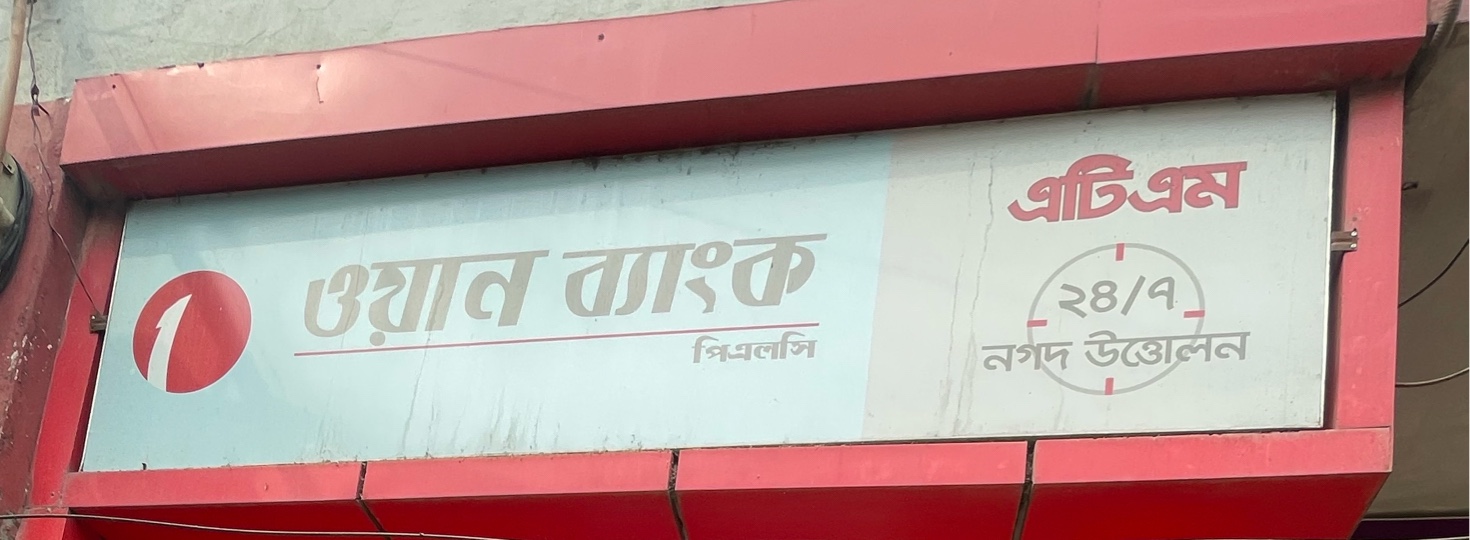 ওয়ান ব্যাংক
পিএলসি
এটিএম
২৪/৭
নগদ উত্তোলন